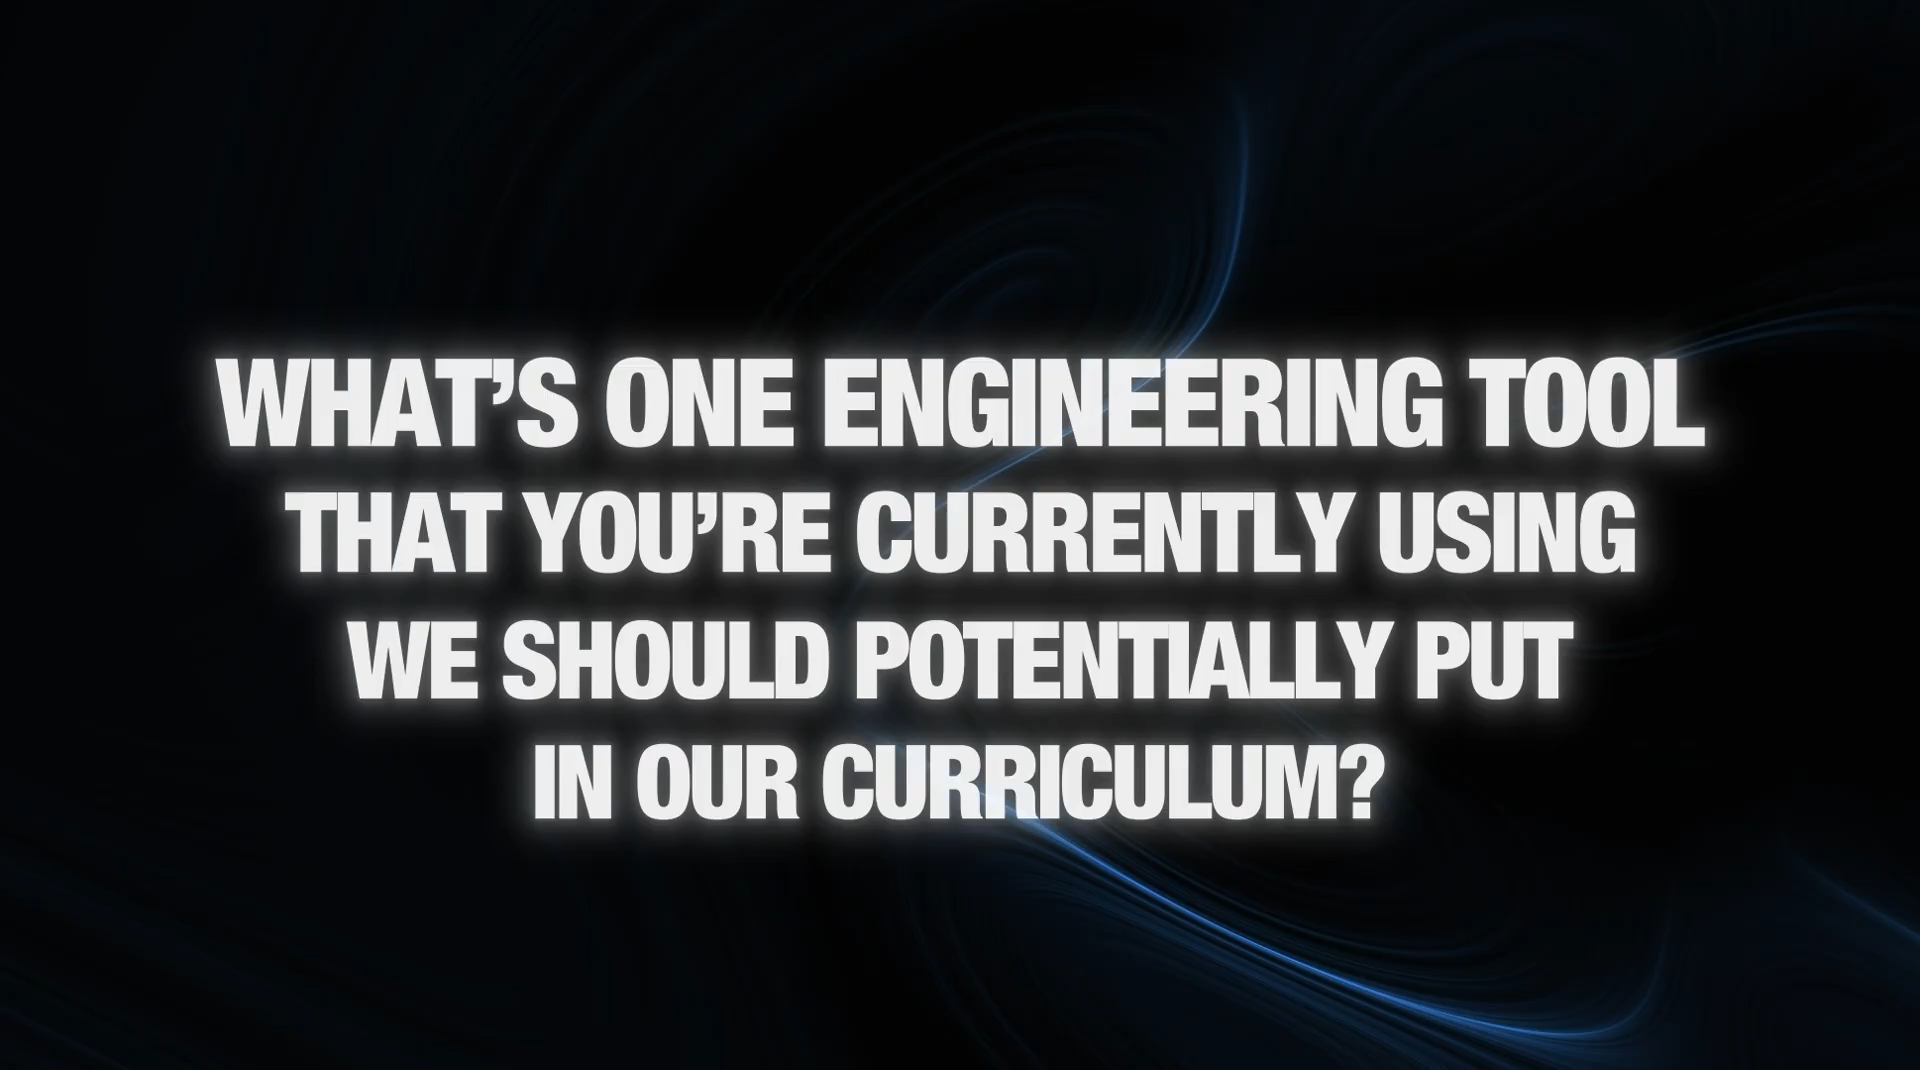 WHAT’S ONE ENGINEERING TOOL
THAT YOU’RE CURRENTLY USING
WE SHOULD POTENTIALLY PUT
IN OUR CURRICULUM?